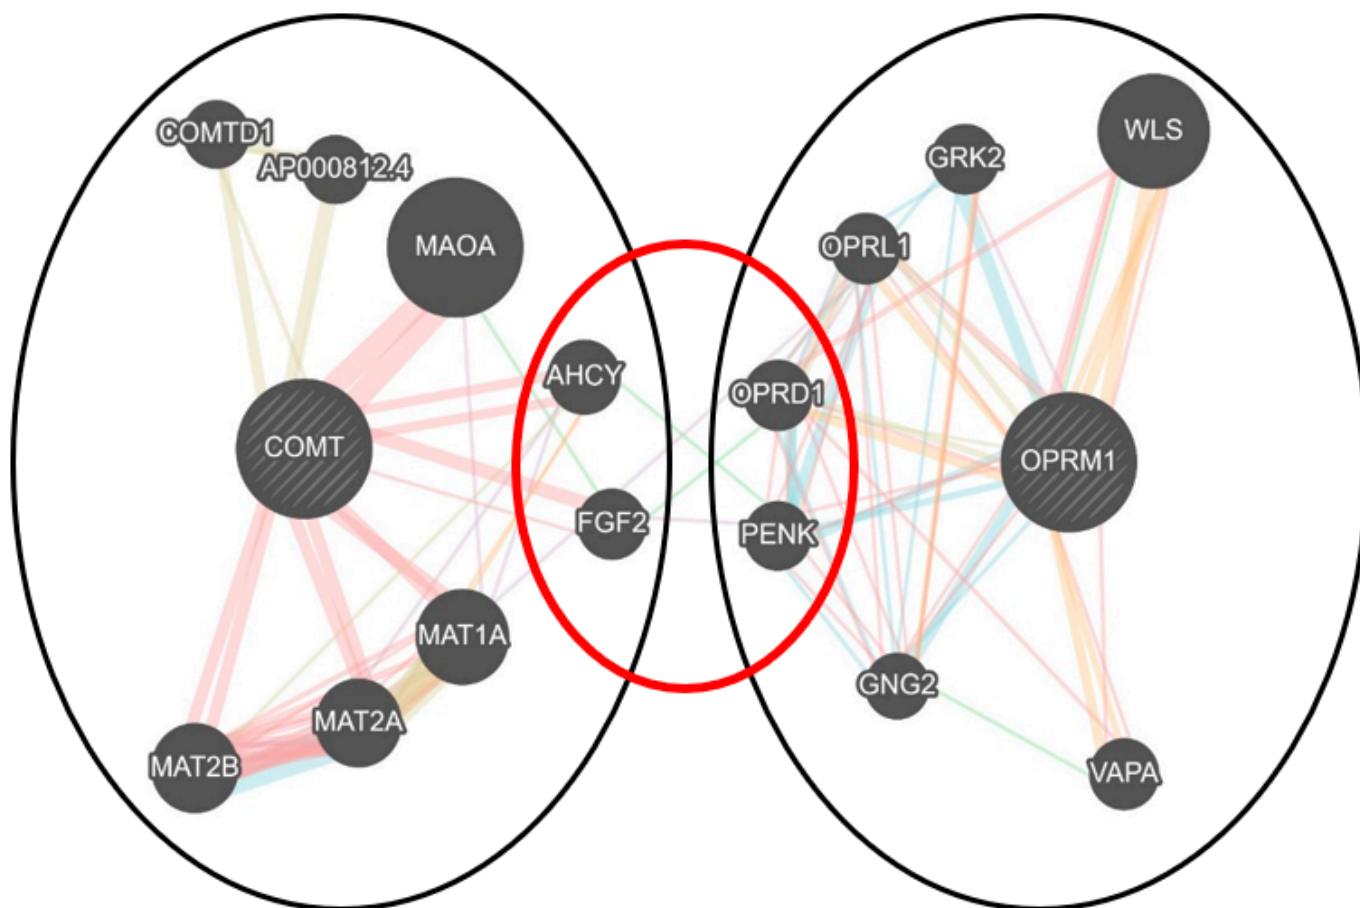 COMTD1
AP000812.4
MAOA
AHCY
COMT
FGF2
MAT1A
MAT2A
MAT2B
WLS
GRK2
OPRL1
OPRD1
OPRM1
PENK
GNG2
VAPA